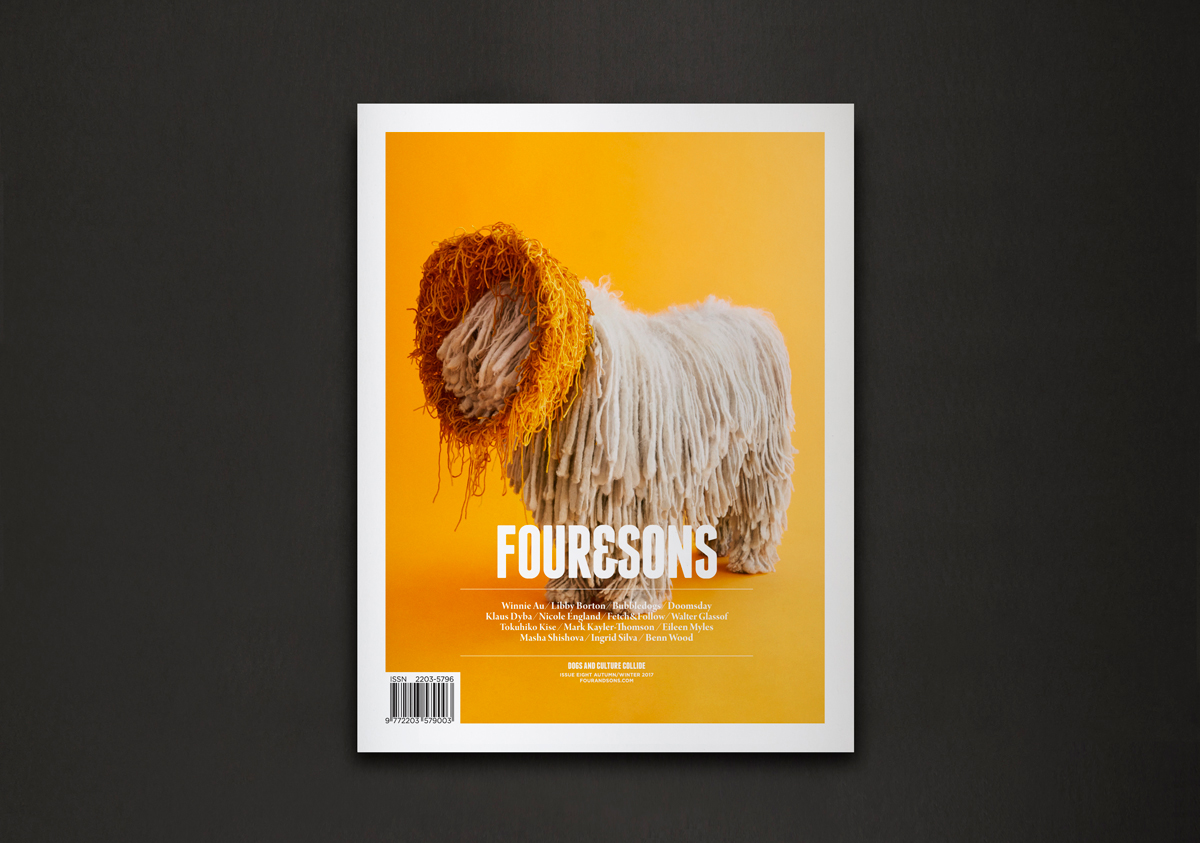 FOUR&SONS
Winnie Au / Libby Borton / Bubbledogs / Doomsday
Klaus Dyba / Nicole England / Fetch&Follow / Walter Glassof
Tokuhiko Kise / Mark Kayler-Thomson / Eileen Myles
Masha Shishova / Ingrid Silva / Benn Wood
DOGS AND CULTURE COLLIDE
ISSUE EIGHT AUTUMN/WINTER 2017
FOURANDSONS.COM
ISSN 2203-5796
9 772203 579003